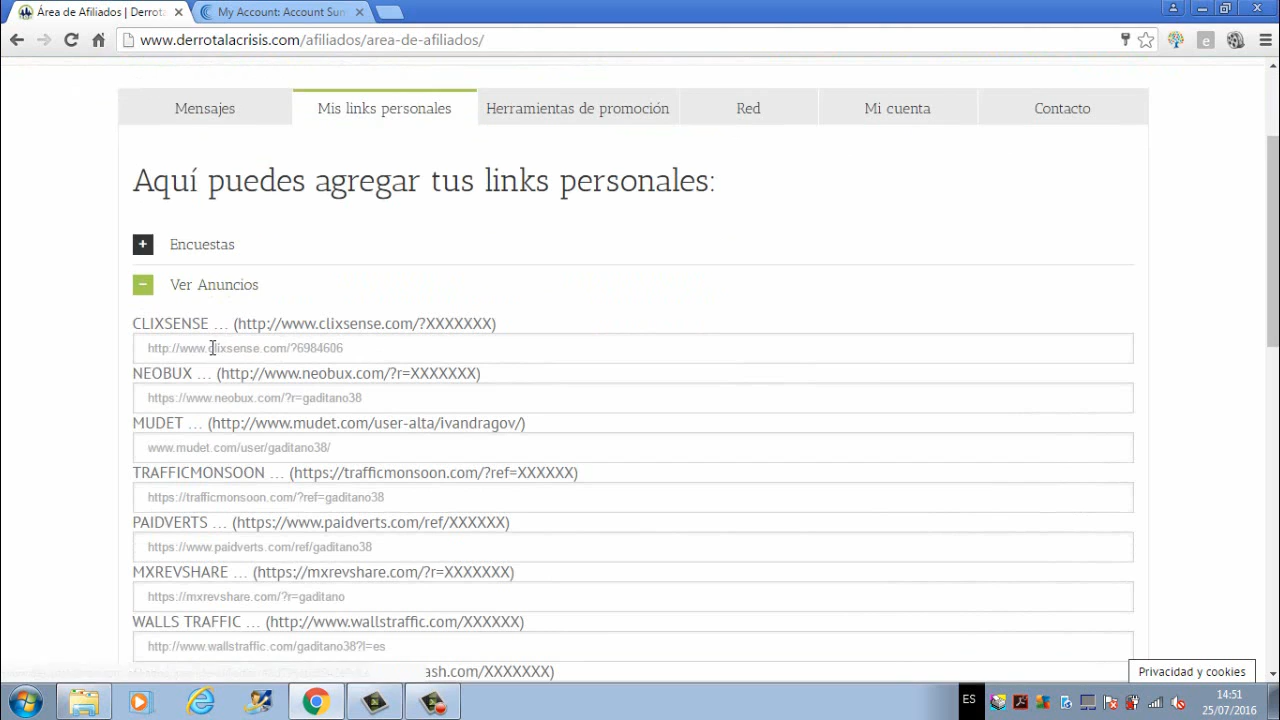 Área de Afiliados | Derrota
My Account: Account Sum
www.derrotalacrisis.com/afiliados/area-de-afiliados/
Mensajes
Mis links personales
Herramientas de promoción
Red
Mi cuenta
Contacto
Aquí puedes agregar tus links personales:
Encuestas
Ver Anuncios
CLIXSENSE ... (http://www.clixsense.com/?XXXXXXX)
http://www.clixsense.com/?6984606
NEOBUX ... (http://www.neobux.com/?r=XXXXXXX)
https://www.neobux.com/?r=gaditano38
MUDET ... (http://www.mudet.com/user-alta/ivandragov/)
www.mudet.com/user/gaditano38/
TRAFFICMONSOON ... (https://trafficmonsoon.com/?ref=XXXXXX)
https://trafficmonsoon.com/?ref=gaditano38
PAIDVERTS ... (https://www.paidverts.com/ref/XXXXXX)
https://www.paidverts.com/ref/gaditano38
MXREVSHARE ... (https://mxrevshare.com/?r=XXXXXXX)
https://mxrevshare.com/?r=gaditano
WALLS TRAFFIC ... (http://www.wallstraffic.com/XXXXXX)
http://www.wallstraffic.com/gaditano38?l=es
ash.com/XXXXXXX)
Privacidad y cookies
ES
14:51
25/07/2016